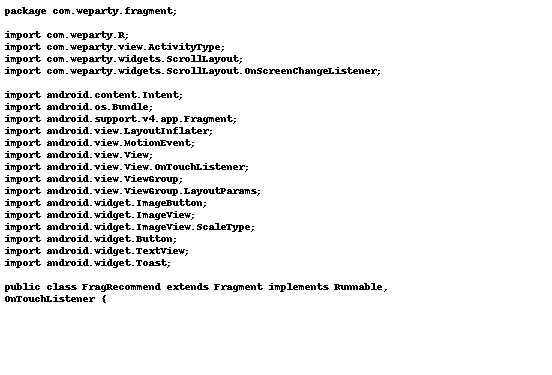 package com.weparty.fragment;
import com.weparty.R;
import com.weparty.view.ActivityType;
import com.weparty.widgets.ScrollLayout;
import com.weparty.widgets.ScrollLayout.OnScreenChangeListener;
import android.content.Intent;
import android.os.Bundle;
import android.support.v4.app.Fragment;
import android.view.LayoutInflater;
import android.view.MotionEvent;
import android.view.View;
import android.view.View.OnTouchListener;
import android.view.ViewGroup;
import android.view.ViewGroup.LayoutParams;
import android.widget.ImageButton;
import android.widget.ImageView;
import android.widget.ImageView.ScaleType;
import android.widget.Button;
import android.widget.TextView;
import android.widget.Toast;
public class FragRecommend extends Fragment implements Runnable,
OnTouchListener {